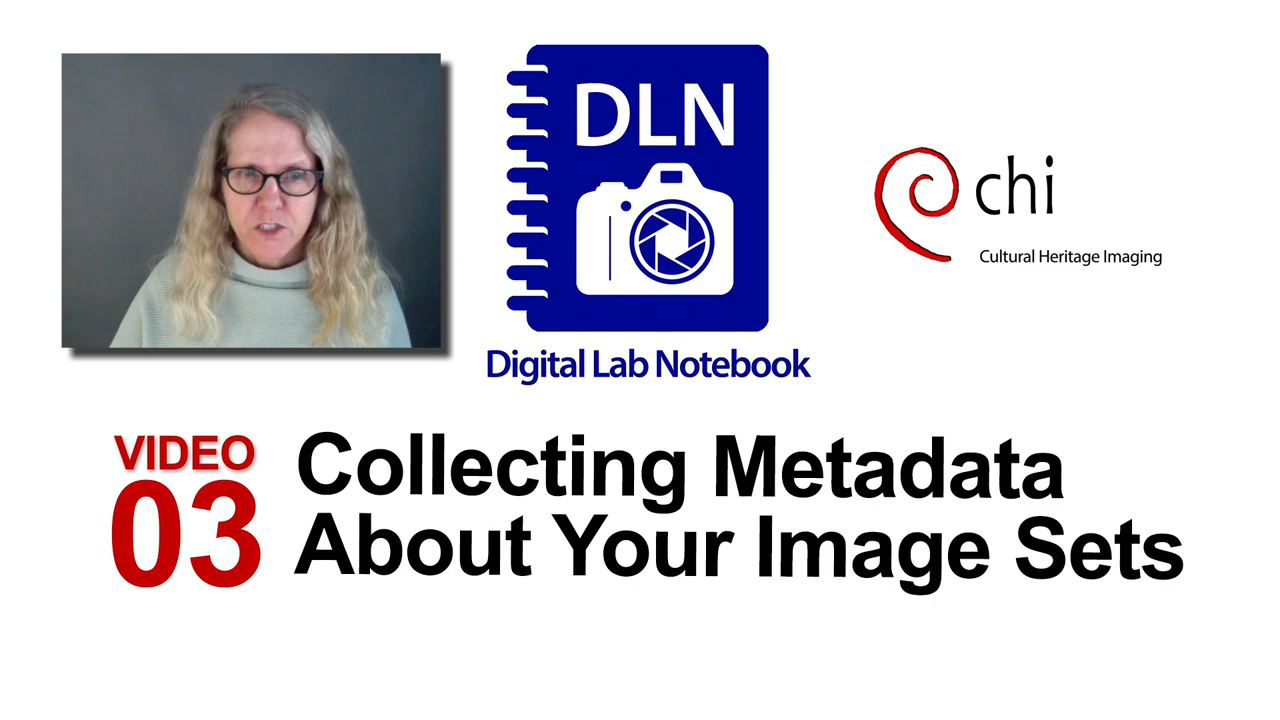 DLN
Digital Lab Notebook
chi
Cultural Heritage Imaging
VIDEO
03
Collecting Metadata
About Your Image Sets